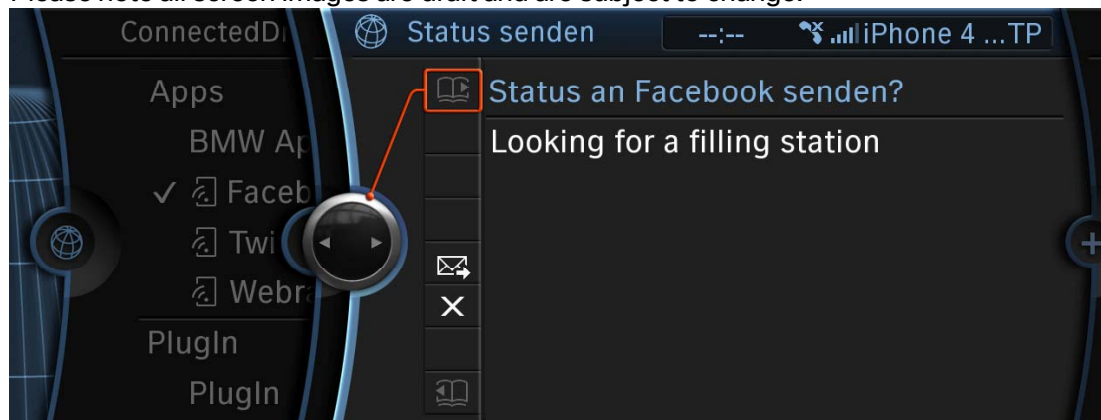 Please note all screen images are draft and are subject to change.
ConnectedDr
Status senden
--:--
iPhone 4 ...TP
Apps
Status an Facebook senden?
BMW Ap
Looking for a filling station
Faceb
Twi
Webr
PlugIn
PlugIn